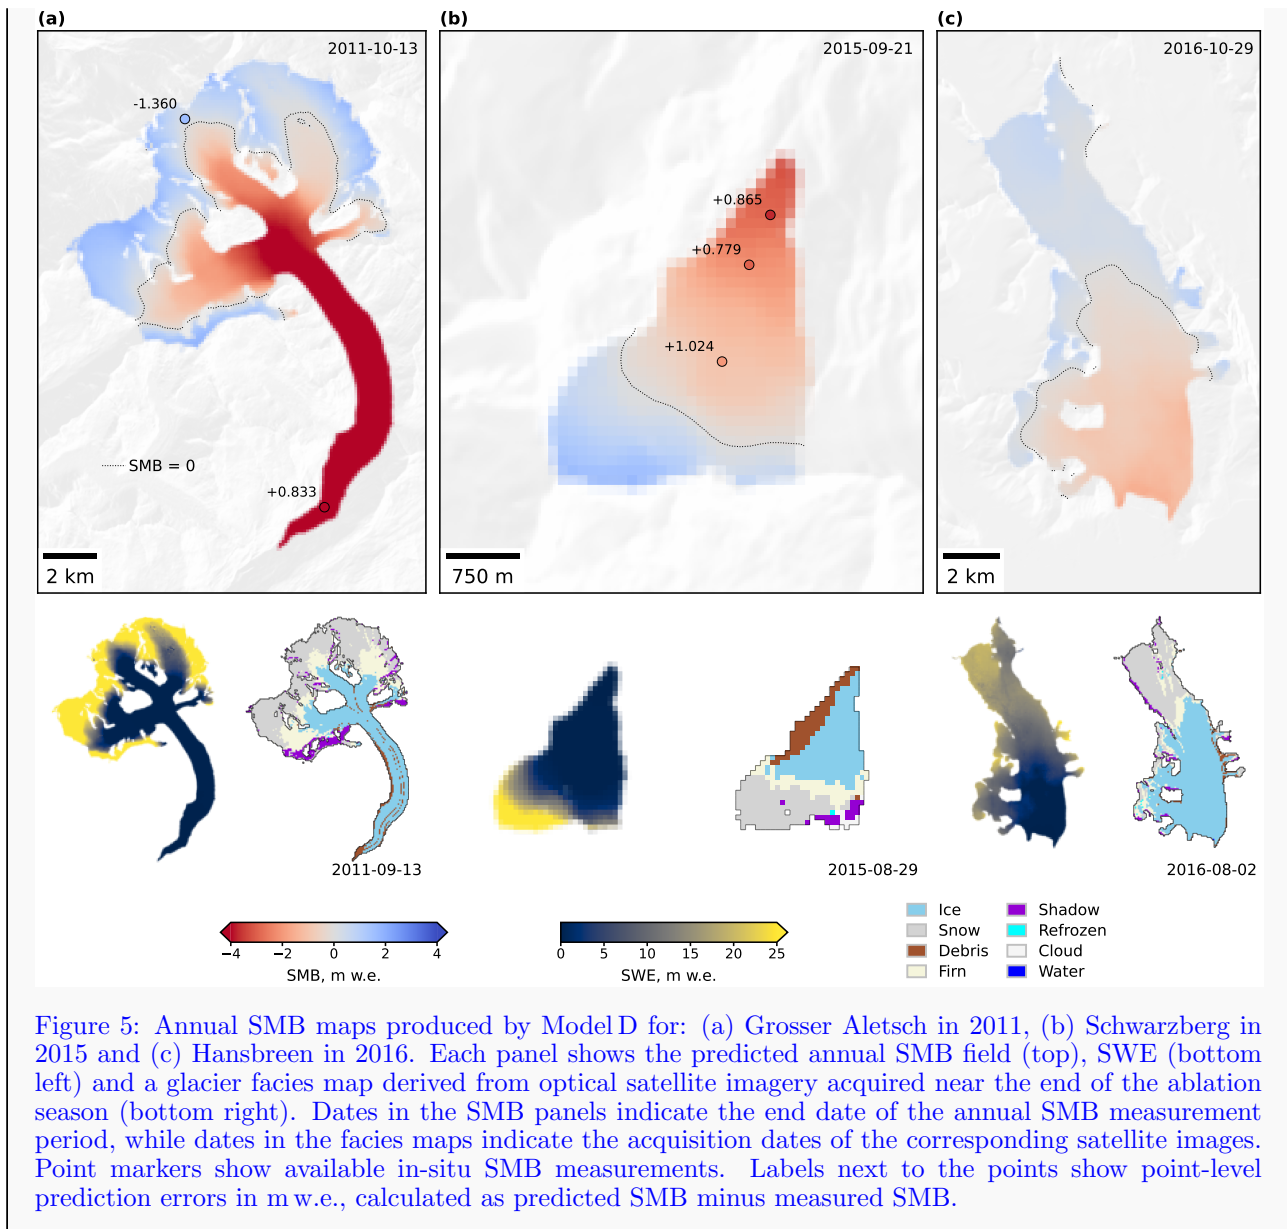 (a)
2011-10-13
-1.360
SMB = 0
+0.833
2 km
(b)
2015-09-21
+0.865
+0.779
+1.024
750 m
(c)
2016-10-29
2 km
2011-09-13
2015-08-29
2016-08-02
−4 −2 0 2 4
SMB, m w.e.
0 5 10 15 20 25
SWE, m w.e.
Ice
Snow
Debris
Firn
Shadow
Refrozen
Cloud
Water
Figure 5: Annual SMB maps produced by Model D for: (a) Grosser Aletsch in 2011, (b) Schwarzberg in
2015 and (c) Hansbreen in 2016. Each panel shows the predicted annual SMB field (top), SWE (bottom
left) and a glacier facies map derived from optical satellite imagery acquired near the end of the ablation
season (bottom right). Dates in the SMB panels indicate the end date of the annual SMB measurement
period, while dates in the facies maps indicate the acquisition dates of the corresponding satellite images.
Point markers show available in-situ SMB measurements. Labels next to the points show point-level
prediction errors in m w.e., calculated as predicted SMB minus measured SMB.